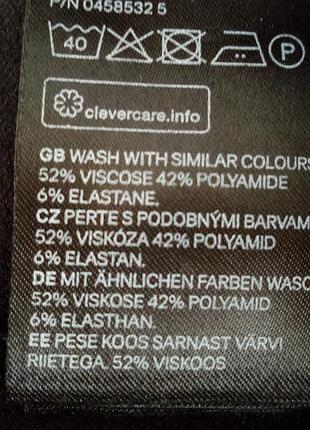 P/N 0458532 5
40 P
clevercare.info
GB WASH WITH SIMILAR COLOURS
52% VISCOSE 42% POLYAMIDE
6% ELASTANE.
CZ PERTE S PODOBNÝMI BARVAM
52% VISKÓZA 42% POLYAMID
6% ELASTAN.
DE MIT ÄHNLICHEN FARBEN WASC
52% VISKOSE 42% POLYAMID
6% ELASTHAN.
EE PESE KOOS SARNAST VÄRVI
RIIETEGA. 52% VISKOOS